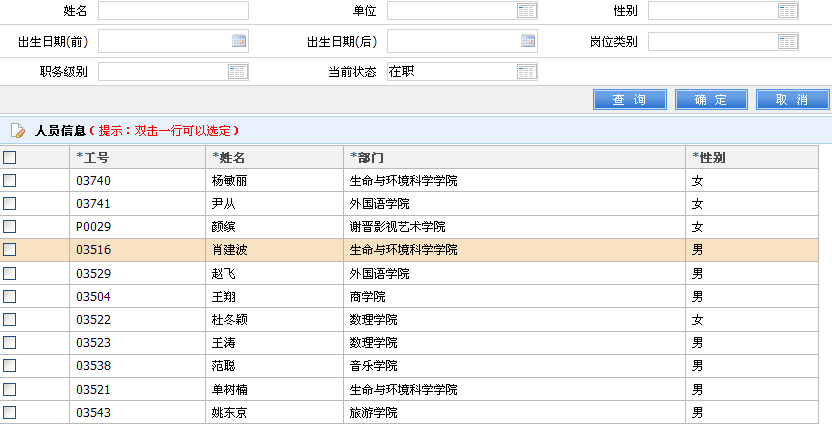 姓名 单位 性别
出生日期(前) 出生日期(后) 岗位类别
职务级别 当前状态 在职
查 询 确 定 取 消
人员信息(提示:双击一行可以选定)
*工号 *姓名 *部门 *性别
03740 杨敏丽 生命与环境科学学院 女
03741 尹从 外国语学院 女
P0029 颜缤 谢晋影视艺术学院 女
03516 肖建波 生命与环境科学学院 男
03529 赵飞 外国语学院 男
03504 王翔 商学院 男
03522 杜冬颖 数理学院 女
03523 王涛 数理学院 男
03538 范聪 音乐学院 男
03521 单树楠 生命与环境科学学院 男
03543 姚东京 旅游学院 男